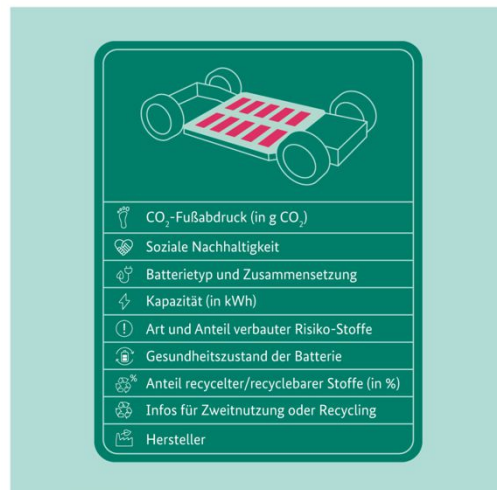 CO₂-Fußabdruck (in g CO₂)
Soziale Nachhaltigkeit
Batterietyp und Zusammensetzung
Kapazität (in kWh)
Art und Anteil verbauter Risiko-Stoffe
Gesundheitszustand der Batterie
% Anteil recycelter/recyclebarer Stoffe (in %)
Infos für Zweitnutzung oder Recycling
Hersteller